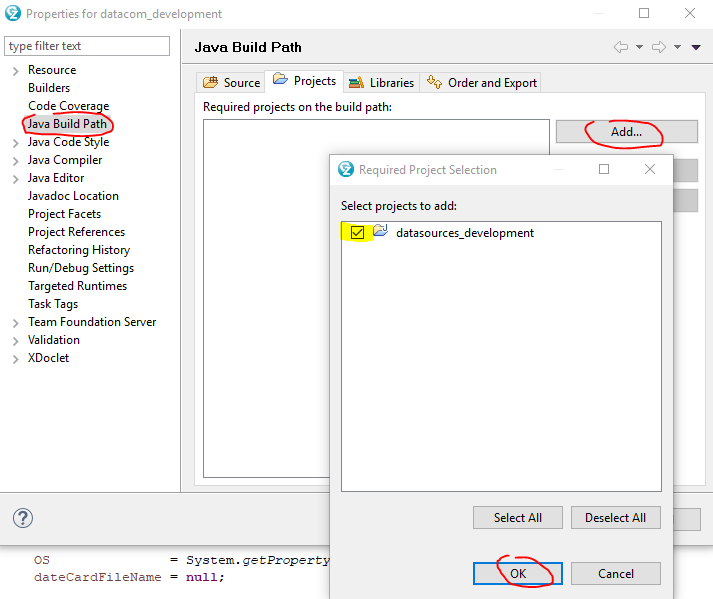 Properties for datacom_development
type filter text
Java Build Path
Resource
Builders
Code Coverage
Java Build Path
Java Code Style
Java Compiler
Java Editor
Javadoc Location
Project Facets
Project References
Refactoring History
Run/Debug Settings
Targeted Runtimes
Task Tags
Team Foundation Server
Validation
XDoclet
Source Projects Libraries Order and Export
Required projects on the build path:
Add...
Required Project Selection
Select projects to add:
datasources_development
Select All Deselect All
OK Cancel
OS = System.getProperty
dateCardFileName = null;